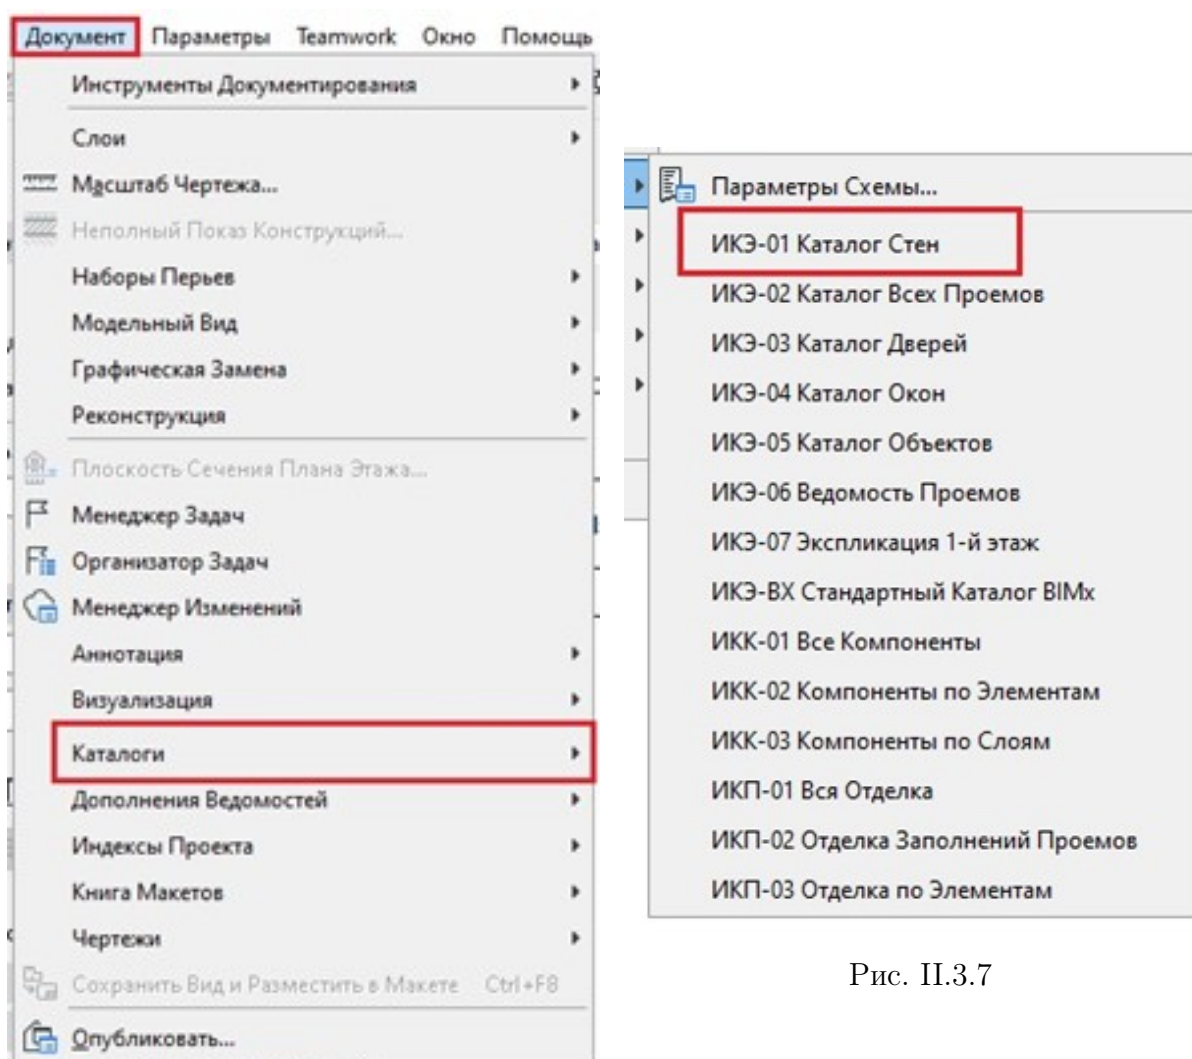 Документ Параметры Teamwork Окно Помощь
Инструменты Документирования
Слои
Масштаб Чертежа...
Неполный Показ Конструкций...
Наборы Перьев
Модельный Вид
Графическая Замена
Реконструкция
Плоскость Сечения Плана Этажа...
Менеджер Задач
Организатор Задач
Менеджер Изменений
Аннотация
Визуализация
Каталоги
Дополнения Ведомостей
Индексы Проекта
Книга Макетов
Чертежи
Сохранить Вид и Разместить в Макете Ctrl+F8
Опубликовать...
Параметры Схемы...
ИКЭ-01 Каталог Стен
ИКЭ-02 Каталог Всех Проемов
ИКЭ-03 Каталог Дверей
ИКЭ-04 Каталог Окон
ИКЭ-05 Каталог Объектов
ИКЭ-06 Ведомость Проемов
ИКЭ-07 Экспликация 1-й этаж
ИКЭ-BX Стандартный Каталог BIMx
ИКК-01 Все Компоненты
ИКК-02 Компоненты по Элементам
ИКК-03 Компоненты по Слоям
ИКП-01 Вся Отделка
ИКП-02 Отделка Заполнений Проемов
ИКП-03 Отделка по Элементам
Рис. II.3.7